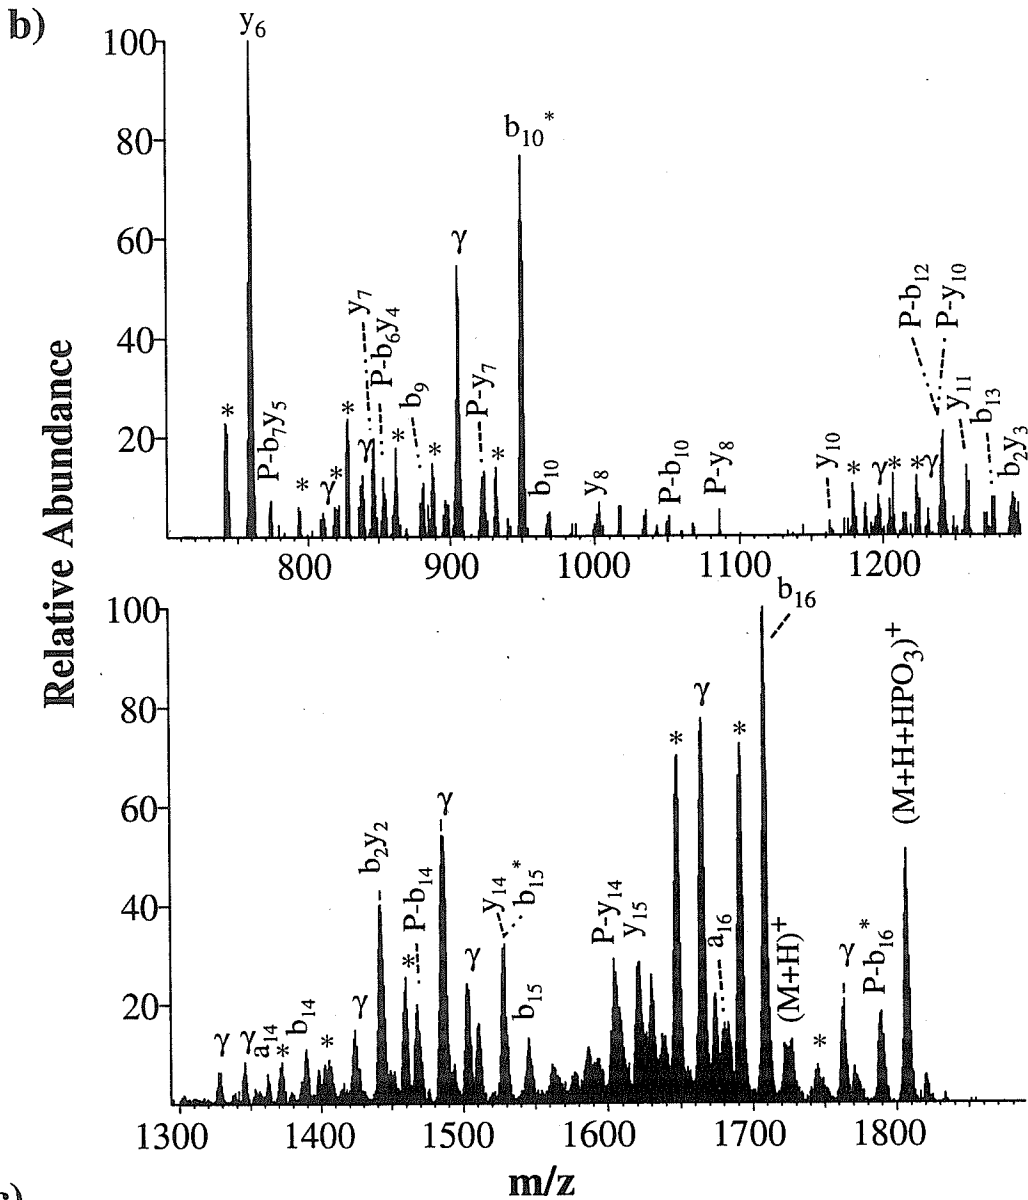 b)
Relative Abundance
100
80
60
40
20
y6
*
P-b7y5
*
γ
*
*
γ
y7
P-b6y4
*
b9
*
γ
P-y7
*
b10*
b10
y8
P-b10
P-y8
y10
*
γ
*
*
γ
P-b12
P-y10
y11
b13
b2y3
800 900 1000 1100 1200
100
80
60
40
20
γ
γ
a14
*
b14
*
γ
b2y2
*
P-b14
γ
γ
y14
b15*
b15
P-y14
y15
*
γ
a16
*
b16
(M+H)+
*
γ
P-b16*
(M+H+HPO3)+
1300 1400 1500 1600 1700 1800
m/z